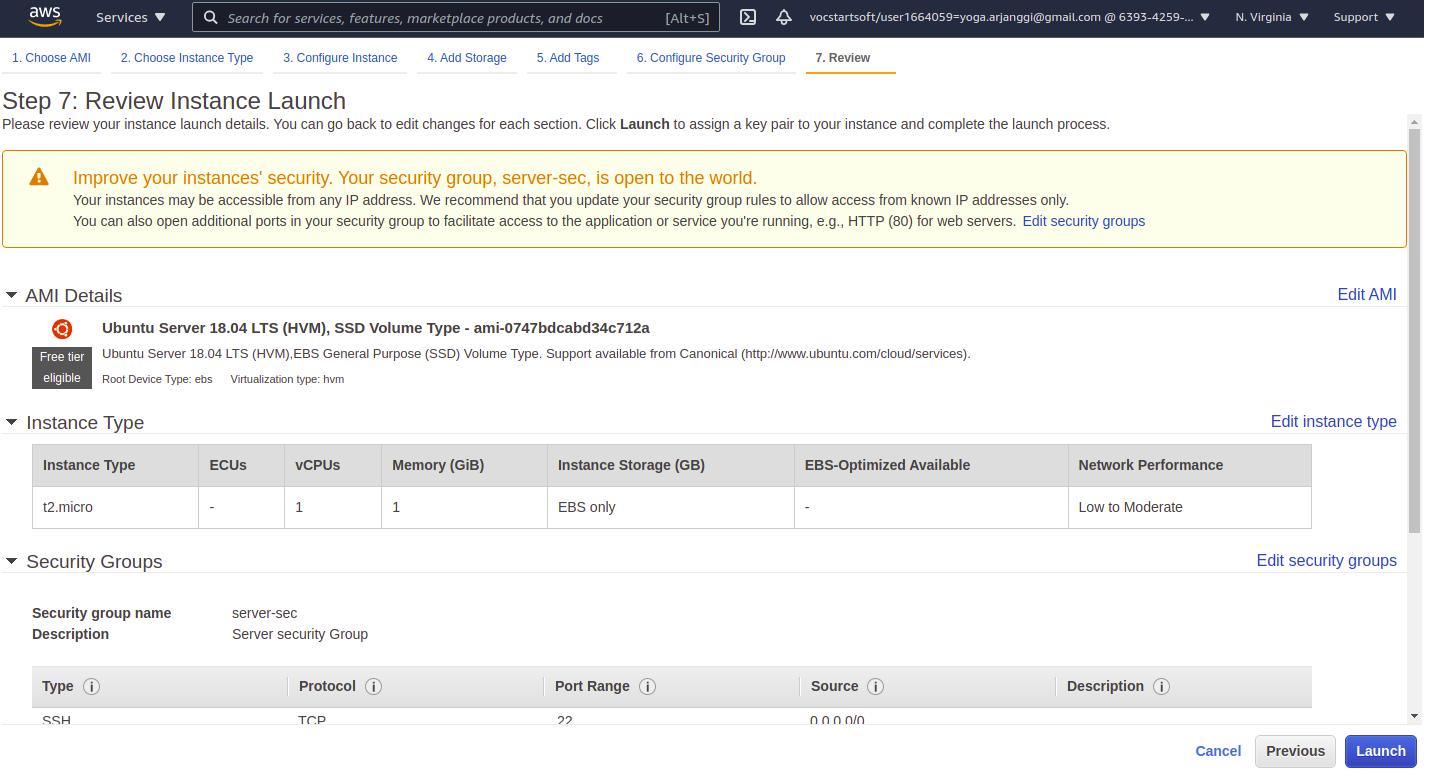 aws Services Search for services, features, marketplace products, and docs [Alt+S] vocstartsoft/user1664059=yoga.arjanggi@gmail.com @ 6393-4259-... N. Virginia Support
1. Choose AMI 2. Choose Instance Type 3. Configure Instance 4. Add Storage 5. Add Tags 6. Configure Security Group 7. Review
Step 7: Review Instance Launch
Please review your instance launch details. You can go back to edit changes for each section. Click Launch to assign a key pair to your instance and complete the launch process.
Improve your instances' security. Your security group, server-sec, is open to the world.
Your instances may be accessible from any IP address. We recommend that you update your security group rules to allow access from known IP addresses only.
You can also open additional ports in your security group to facilitate access to the application or service you're running, e.g., HTTP (80) for web servers. Edit security groups
AMI Details Edit AMI
Ubuntu Server 18.04 LTS (HVM), SSD Volume Type - ami-0747bdcabd34c712a
Free tier eligible
Ubuntu Server 18.04 LTS (HVM),EBS General Purpose (SSD) Volume Type. Support available from Canonical (http://www.ubuntu.com/cloud/services).
Root Device Type: ebs Virtualization type: hvm
Instance Type Edit instance type
Instance Type ECUs vCPUs Memory (GiB) Instance Storage (GB) EBS-Optimized Available Network Performance
t2.micro - 1 1 EBS only - Low to Moderate
Security Groups Edit security groups
Security group name server-sec
Description Server security Group
Type Protocol Port Range Source Description
SSH TCP 22 0.0.0.0/0
Cancel Previous Launch